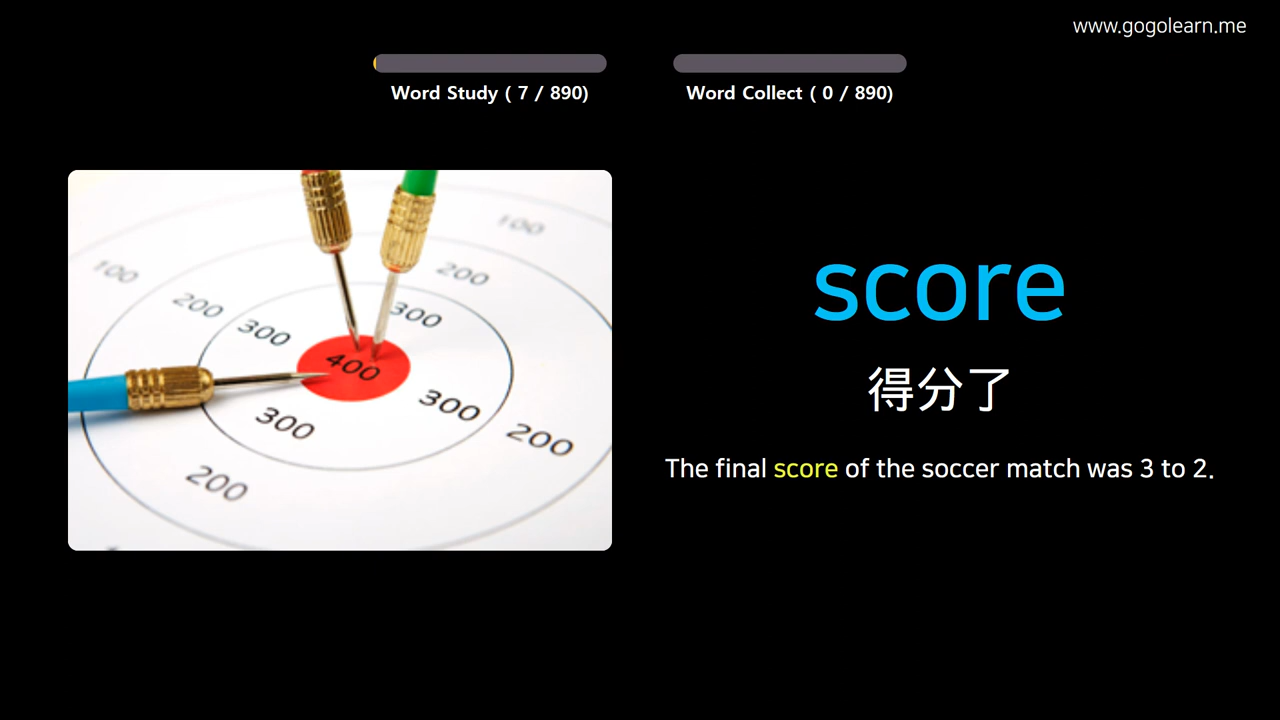 www.gogolearn.me
Word Study ( 7 / 890)
Word Collect ( 0 / 890)
100
100
200
200
300
300
400
300
300
200
200
score
得分了
The final score of the soccer match was 3 to 2.